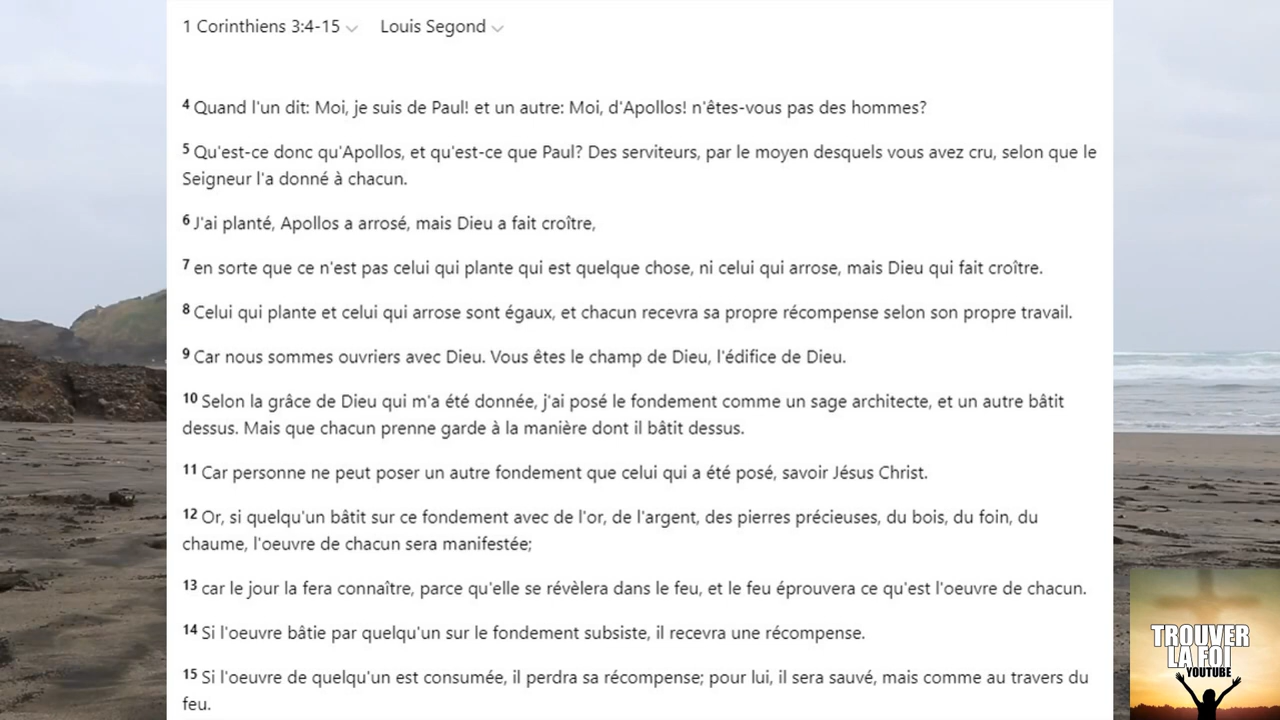 1 Corinthiens 3:4-15 Louis Segond
4 Quand l'un dit: Moi, je suis de Paul! et un autre: Moi, d'Apollos! n'êtes-vous pas des hommes?
5 Qu'est-ce donc qu'Apollos, et qu'est-ce que Paul? Des serviteurs, par le moyen desquels vous avez cru, selon que le
Seigneur l'a donné à chacun.
6 J'ai planté, Apollos a arrosé, mais Dieu a fait croître,
7 en sorte que ce n'est pas celui qui plante qui est quelque chose, ni celui qui arrose, mais Dieu qui fait croître.
8 Celui qui plante et celui qui arrose sont égaux, et chacun recevra sa propre récompense selon son propre travail.
9 Car nous sommes ouvriers avec Dieu. Vous êtes le champ de Dieu, l'édifice de Dieu.
10 Selon la grâce de Dieu qui m'a été donnée, j'ai posé le fondement comme un sage architecte, et un autre bâtit
dessus. Mais que chacun prenne garde à la manière dont il bâtit dessus.
11 Car personne ne peut poser un autre fondement que celui qui a été posé, savoir Jésus Christ.
12 Or, si quelqu'un bâtit sur ce fondement avec de l'or, de l'argent, des pierres précieuses, du bois, du foin, du
chaume, l'oeuvre de chacun sera manifestée;
13 car le jour la fera connaître, parce qu'elle se révèlera dans le feu, et le feu éprouvera ce qu'est l'oeuvre de chacun.
14 Si l'oeuvre bâtie par quelqu'un sur le fondement subsiste, il recevra une récompense.
15 Si l'oeuvre de quelqu'un est consumée, il perdra sa récompense; pour lui, il sera sauvé, mais comme au travers du
feu.
TROUVER
LA FOI
YOUTUBE